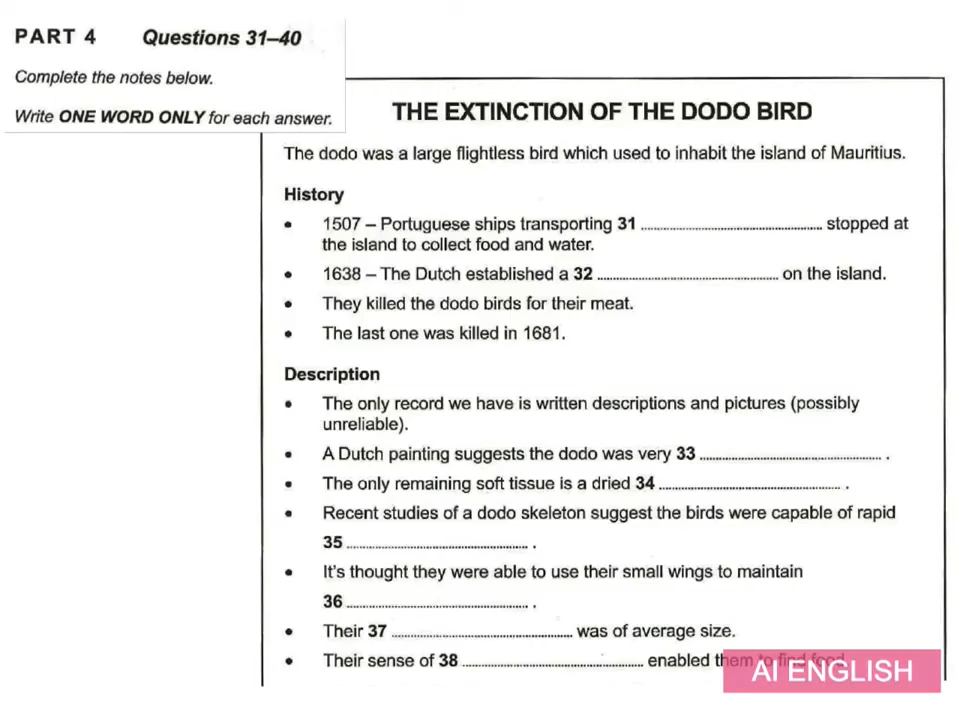 PART 4 Questions 31–40
Complete the notes below.
Write ONE WORD ONLY for each answer.
THE EXTINCTION OF THE DODO BIRD
The dodo was a large flightless bird which used to inhabit the island of Mauritius.
History
• 1507 – Portuguese ships transporting 31 .................... stopped at
the island to collect food and water.
• 1638 – The Dutch established a 32 .................... on the island.
• They killed the dodo birds for their meat.
• The last one was killed in 1681.
Description
• The only record we have is written descriptions and pictures (possibly
unreliable).
• A Dutch painting suggests the dodo was very 33 .................... .
• The only remaining soft tissue is a dried 34 .................... .
• Recent studies of a dodo skeleton suggest the birds were capable of rapid
35 .................... .
• It's thought they were able to use their small wings to maintain
36 .................... .
• Their 37 .................... was of average size.
• Their sense of 38 .................... enabled them to find food.
AI ENGLISH